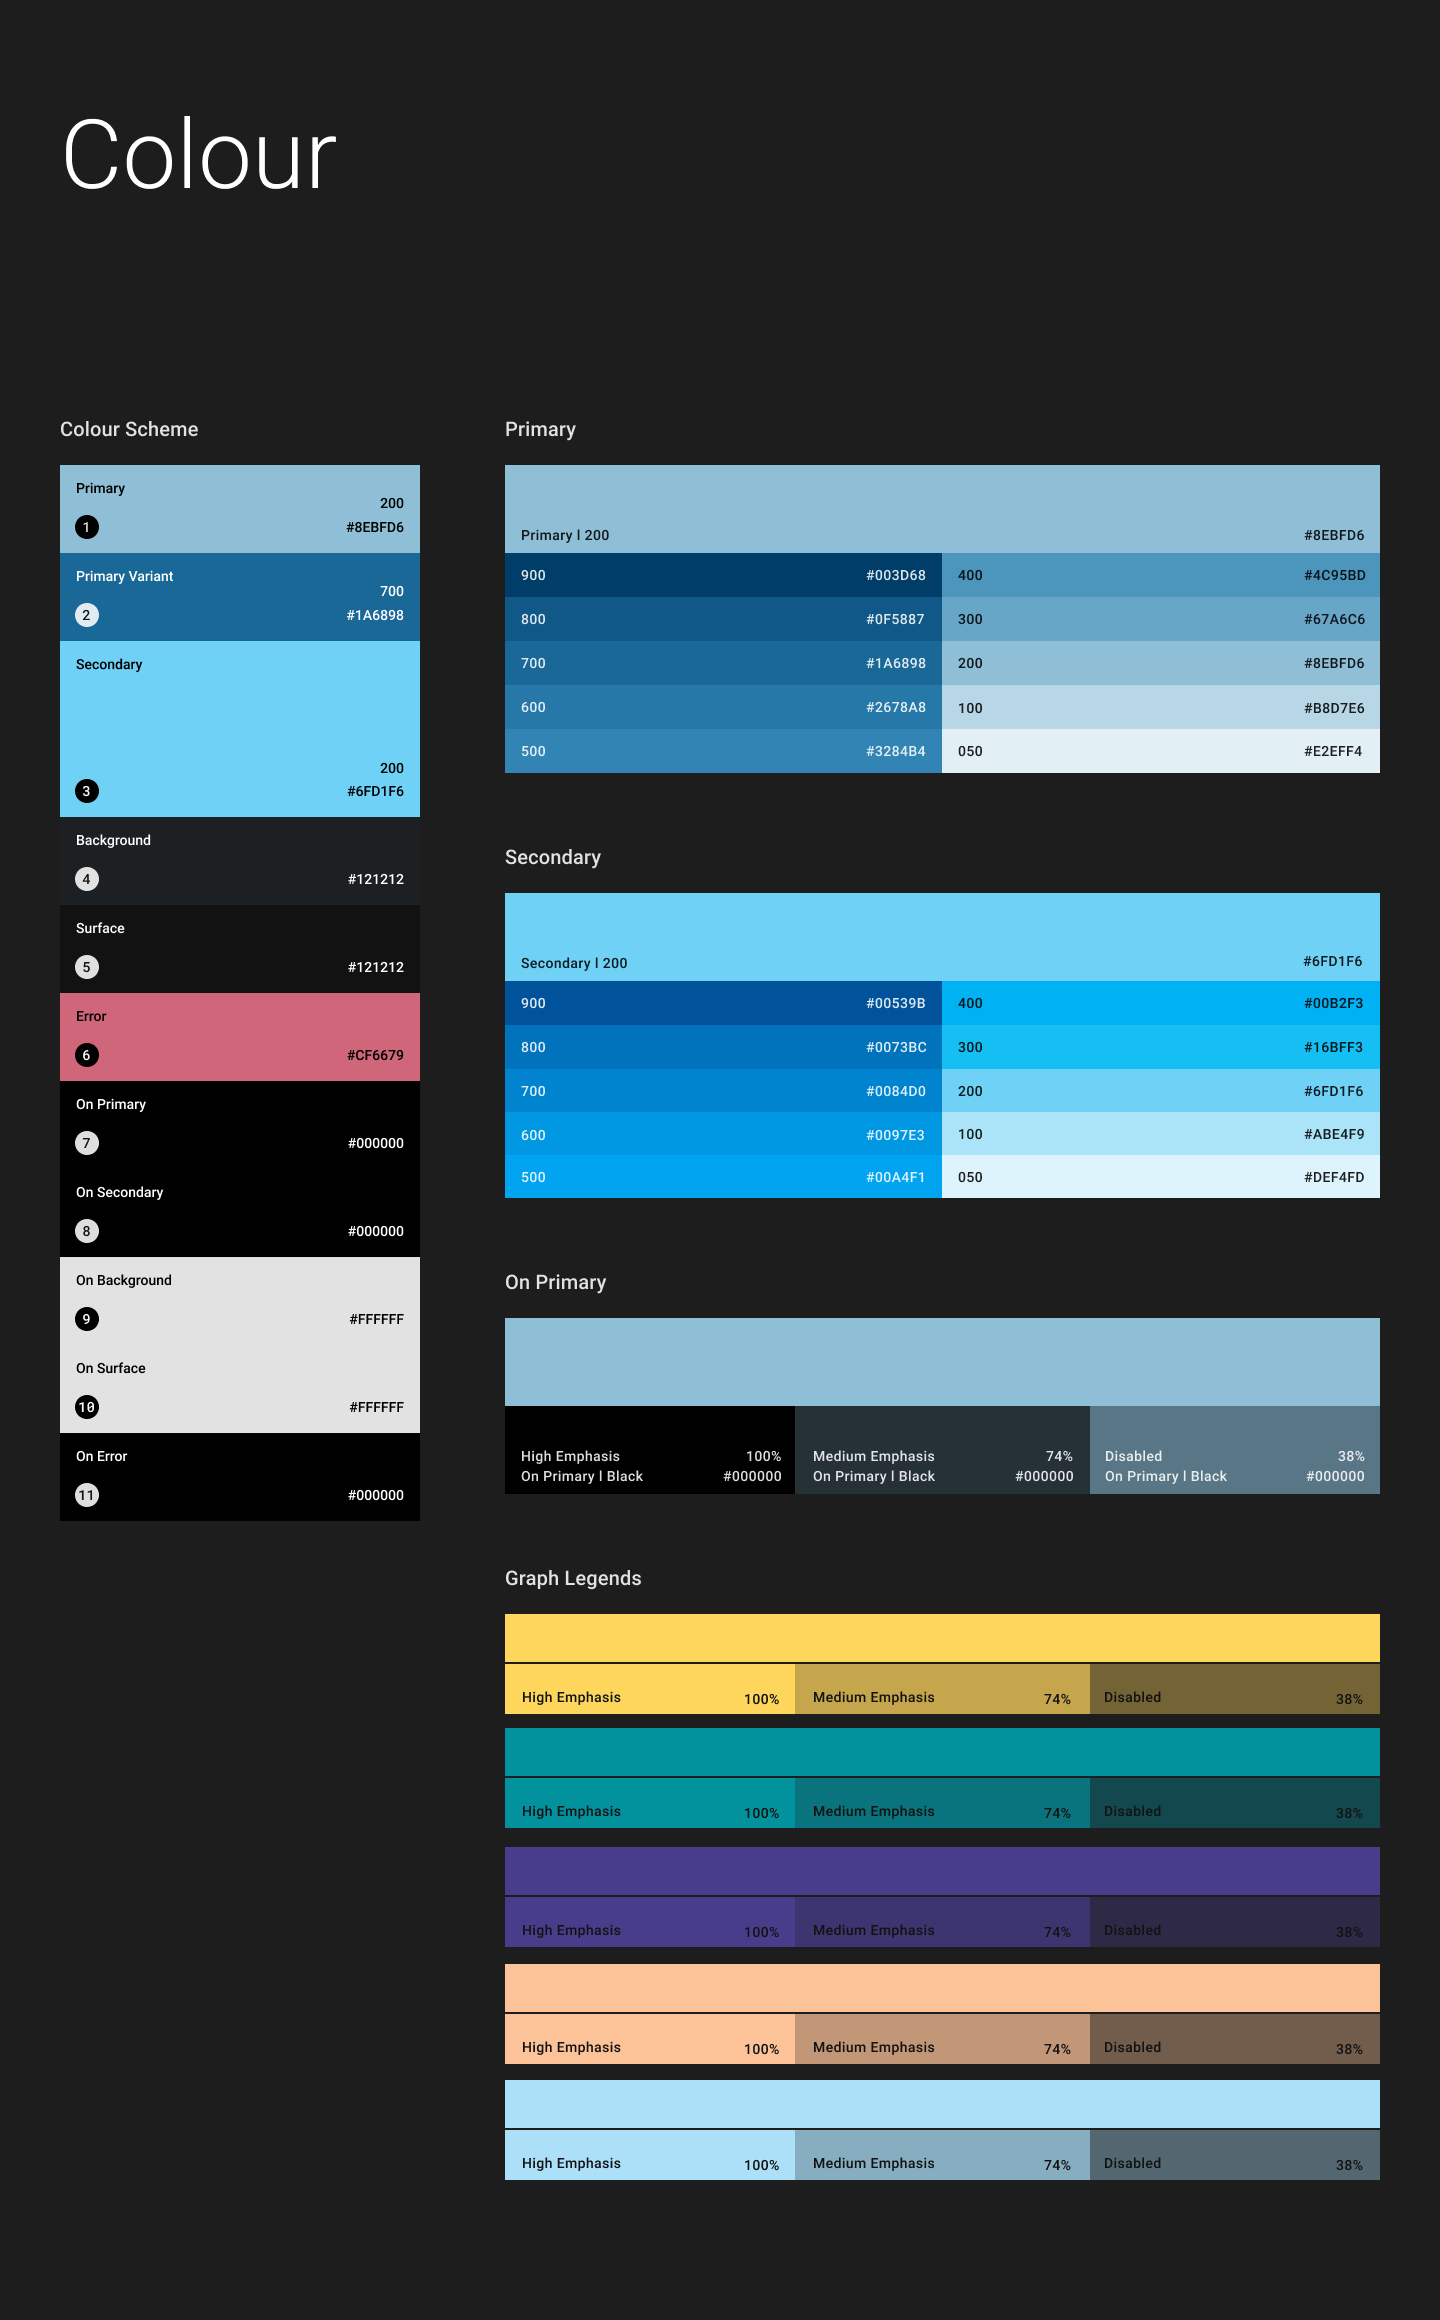 Colour
Colour Scheme
Primary
200
1 #8EBFD6
Primary Variant
700
2 #1A6898
Secondary
200
3 #6FD1F6
Background
4 #121212
Surface
5 #121212
Error
6 #CF6679
On Primary
7 #000000
On Secondary
8 #000000
On Background
9 #FFFFFF
On Surface
10 #FFFFFF
On Error
11 #000000
Primary
Primary | 200 #8EBFD6
900 #003D68 400 #4C95BD
800 #0F5887 300 #67A6C6
700 #1A6898 200 #8EBFD6
600 #2678A8 100 #B8D7E6
500 #3284B4 050 #E2EFF4
Secondary
Secondary | 200 #6FD1F6
900 #00539B 400 #00B2F3
800 #0073BC 300 #16BFF3
700 #0084D0 200 #6FD1F6
600 #0097E3 100 #ABE4F9
500 #00A4F1 050 #DEF4FD
On Primary
High Emphasis 100% Medium Emphasis 74% Disabled 38%
On Primary | Black #000000 On Primary | Black #000000 On Primary | Black #000000
Graph Legends
High Emphasis 100% Medium Emphasis 74% Disabled 38%
High Emphasis 100% Medium Emphasis 74% Disabled 38%
High Emphasis 100% Medium Emphasis 74% Disabled 38%
High Emphasis 100% Medium Emphasis 74% Disabled 38%
High Emphasis 100% Medium Emphasis 74% Disabled 38%